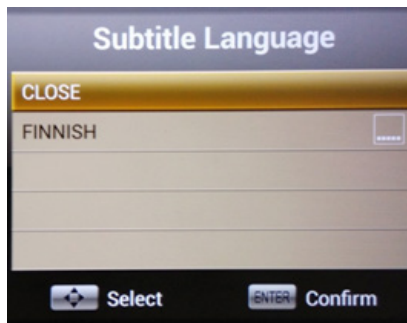 Subtitle Language
CLOSE
FINNISH
Select
ENTER Confirm